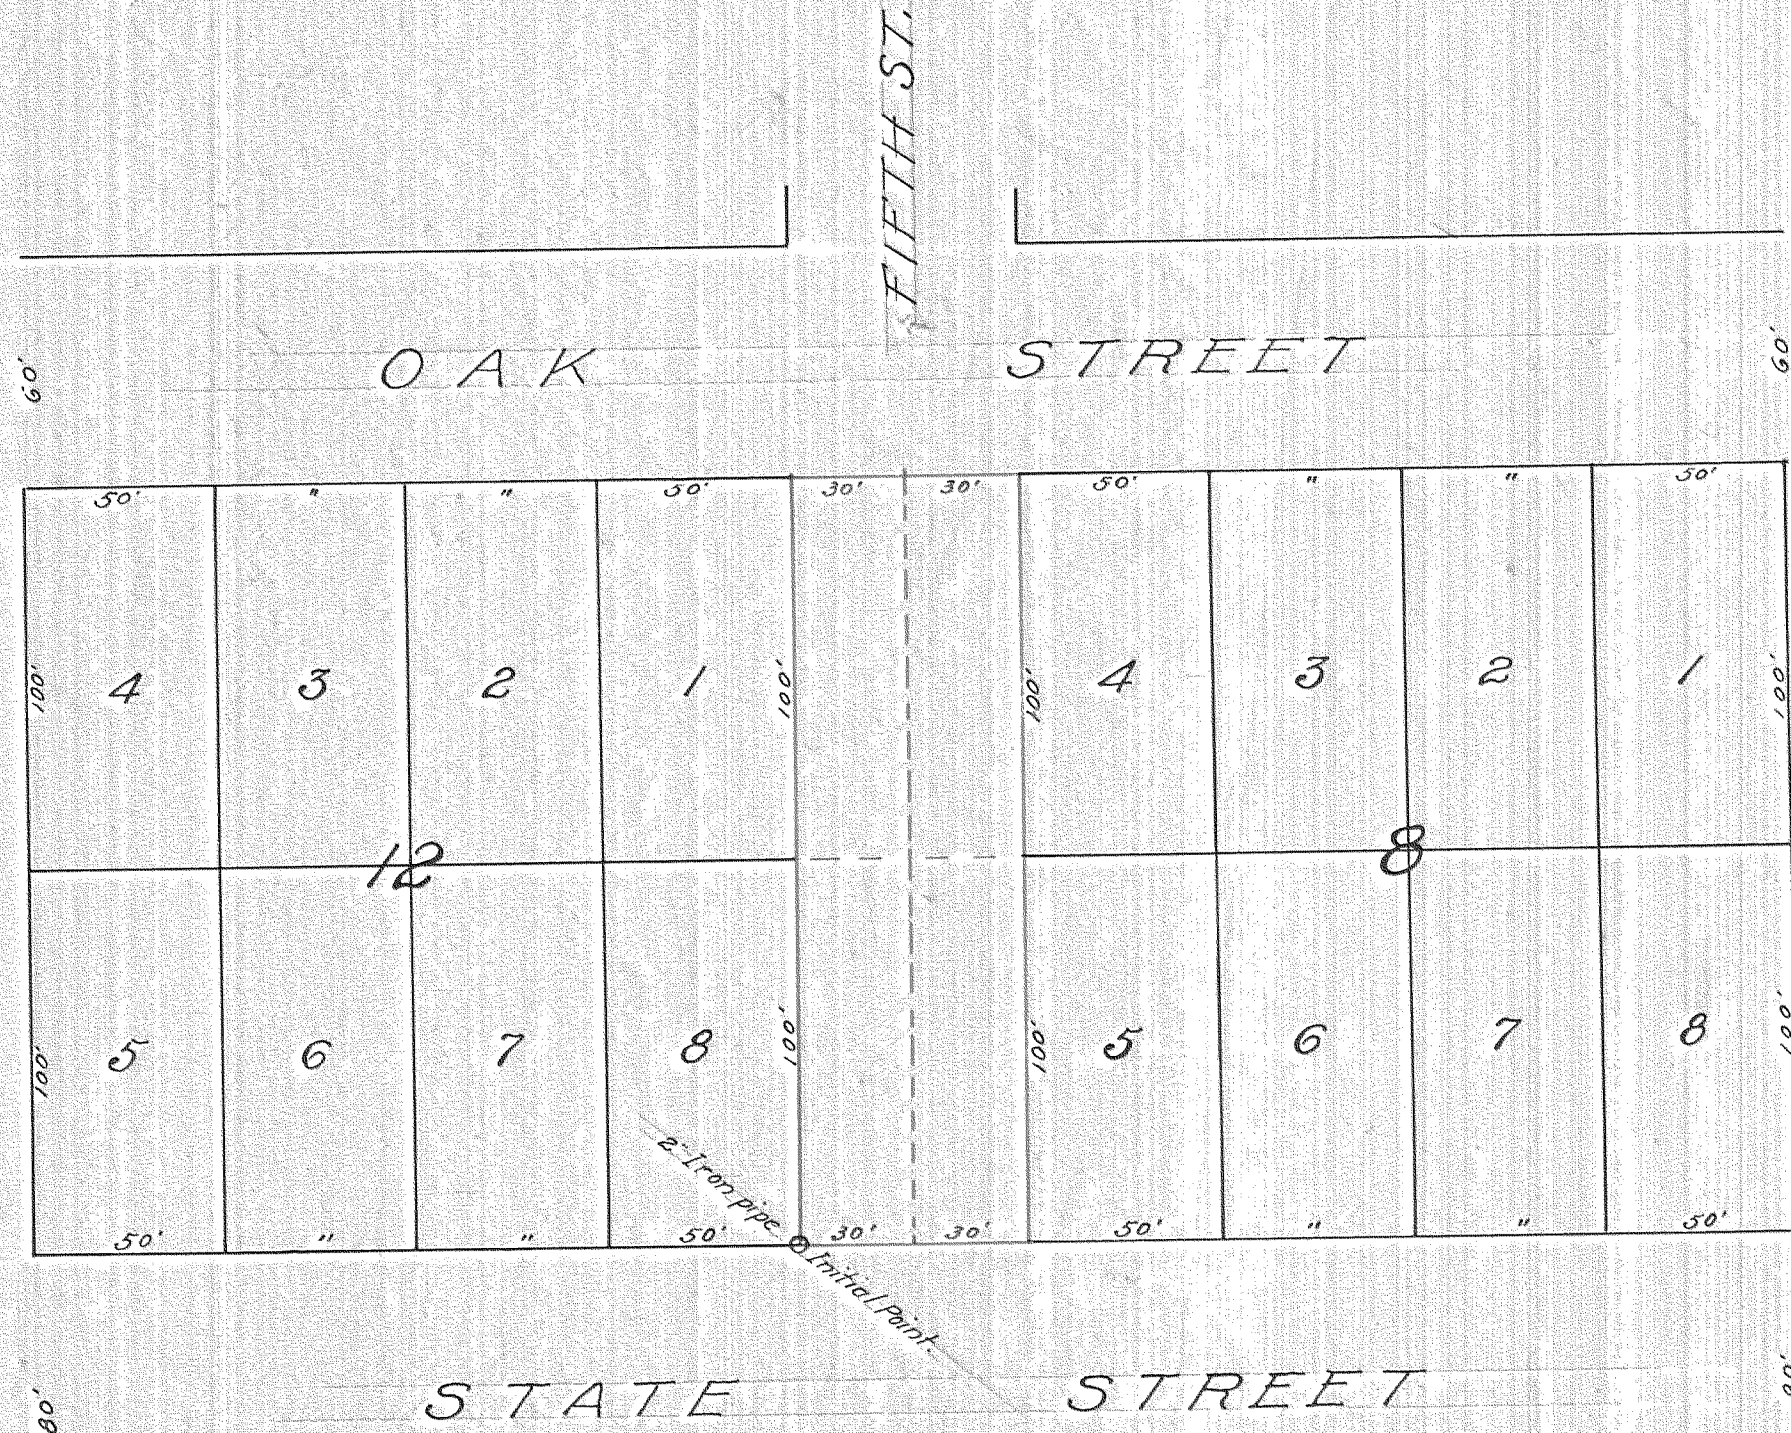 FIFTH ST.
60' OAK STREET 60'
50' " " 50' 30' 30' 50' " " 50'
100' 4 3 2 1 100' 100' 4 3 2 1 100'
12 8
100' 5 6 7 8 100' 100' 5 6 7 8 100'
2" Iron pipe
50' " " 50' 30' 30' 50' " " 50'
Initial Point.
80' STATE STREET